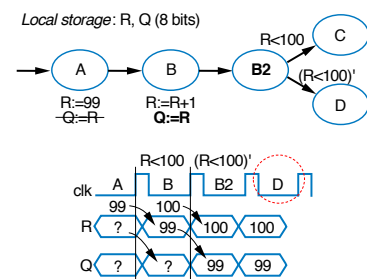 Local storage: R, Q (8 bits)
R<100
C
A
B
B2
(R<100)'
D
R:=99
R:=R+1
Q:=R
Q:=R
R<100
(R<100)'
clk
A
B
B2
D
99
100
R
?
99
100
100
Q
?
?
99
99